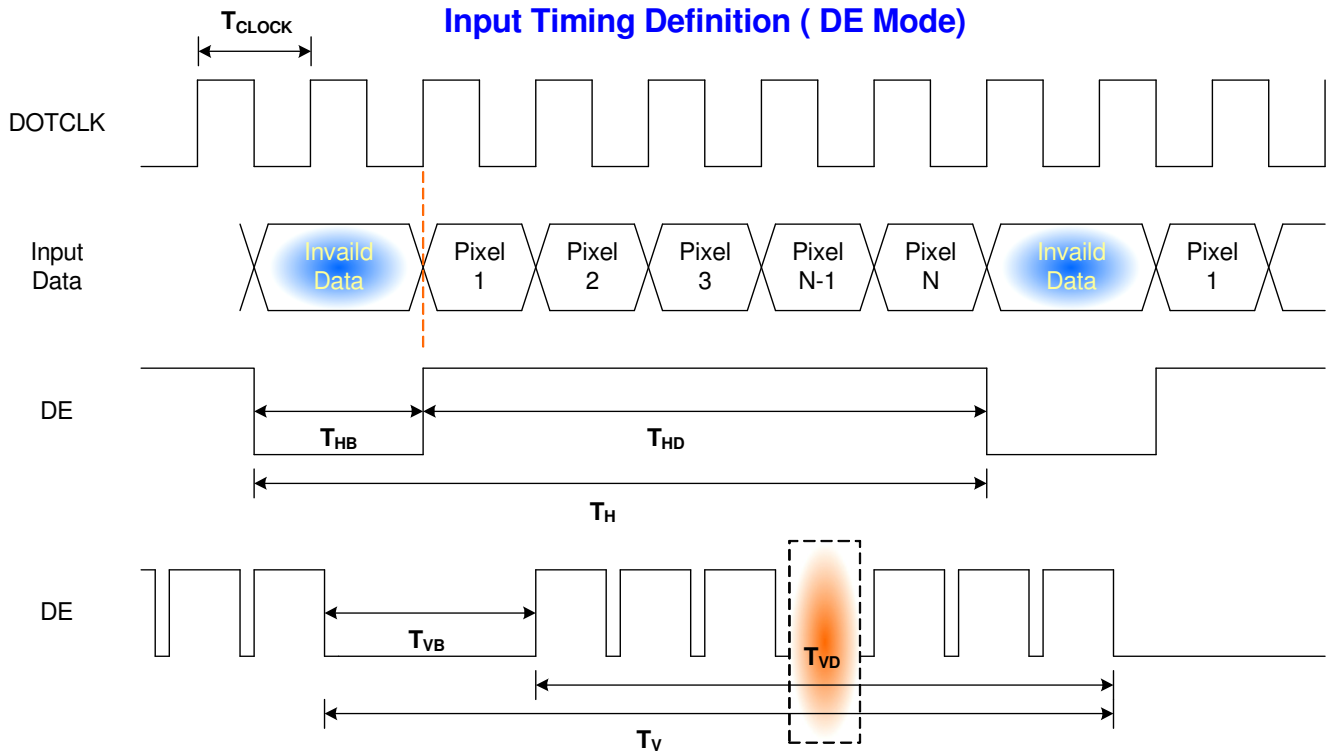 Input Timing Definition ( DE Mode)
TCLOCK
DOTCLK
Input
Data
Invaild
Data
Pixel
1
Pixel
2
Pixel
3
Pixel
N-1
Pixel
N
Invaild
Data
Pixel
1
DE
THB
THD
TH
DE
TVB
TVD
TV